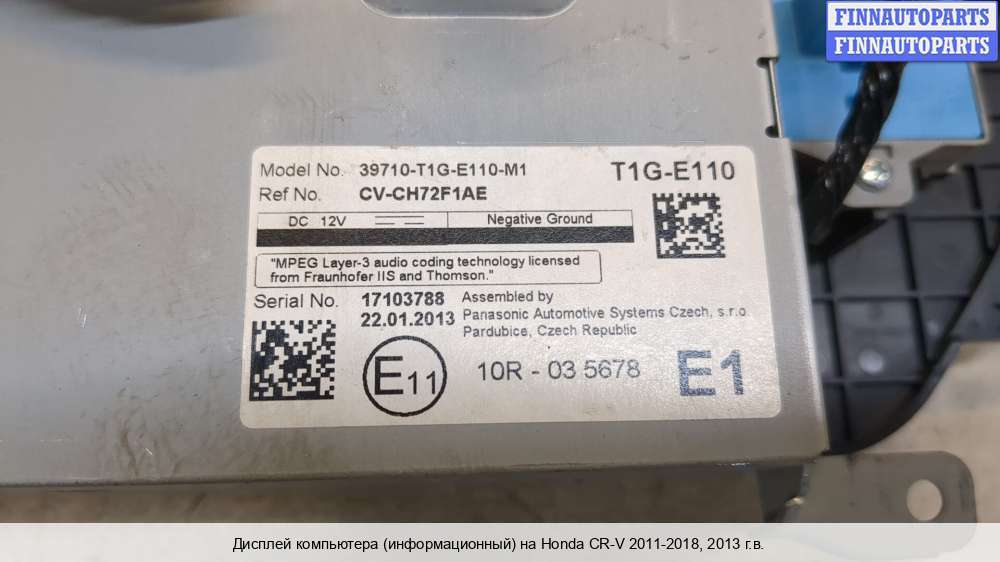 FINNAUTOPARTS
FINNAUTOPARTS
Model No. 39710-T1G-E110-M1 T1G-E110
Ref No. CV-CH72F1AE
DC 12V Negative Ground
"MPEG Layer-3 audio coding technology licensed
from Fraunhofer IIS and Thomson."
Serial No. 17103788 Assembled by
22.01.2013 Panasonic Automotive Systems Czech, s.r.o.
Pardubice, Czech Republic
E11 10R - 03 5678 E1
Дисплей компьютера (информационный) на Honda CR-V 2011-2018, 2013 г.в.